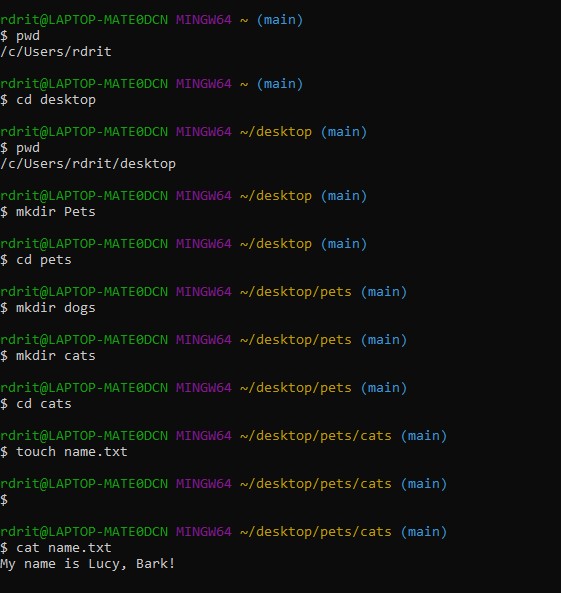 rdrit@LAPTOP-MATE0DCN MINGW64 ~ (main)
$ pwd
/c/Users/rdrit
rdrit@LAPTOP-MATE0DCN MINGW64 ~ (main)
$ cd desktop
rdrit@LAPTOP-MATE0DCN MINGW64 ~/desktop (main)
$ pwd
/c/Users/rdrit/desktop
rdrit@LAPTOP-MATE0DCN MINGW64 ~/desktop (main)
$ mkdir Pets
rdrit@LAPTOP-MATE0DCN MINGW64 ~/desktop (main)
$ cd pets
rdrit@LAPTOP-MATE0DCN MINGW64 ~/desktop/pets (main)
$ mkdir dogs
rdrit@LAPTOP-MATE0DCN MINGW64 ~/desktop/pets (main)
$ mkdir cats
rdrit@LAPTOP-MATE0DCN MINGW64 ~/desktop/pets (main)
$ cd cats
rdrit@LAPTOP-MATE0DCN MINGW64 ~/desktop/pets/cats (main)
$ touch name.txt
rdrit@LAPTOP-MATE0DCN MINGW64 ~/desktop/pets/cats (main)
$
rdrit@LAPTOP-MATE0DCN MINGW64 ~/desktop/pets/cats (main)
$ cat name.txt
My name is Lucy, Bark!